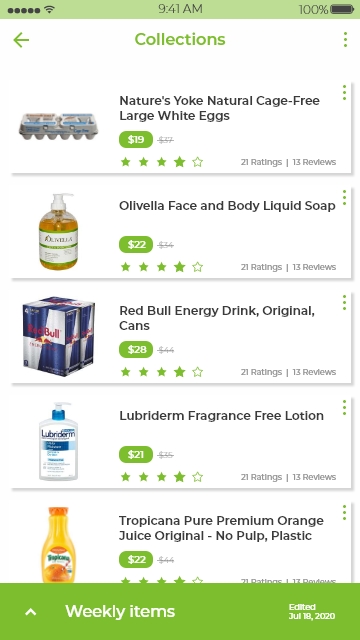 9:41 AM 100%
Collections
Nature's Yoke Natural Cage-Free
Large White Eggs
$19 $37
21 Ratings | 13 Reviews
OLIVELLA
Olivella Face and Body Liquid Soap
$22 $34
21 Ratings | 13 Reviews
RedBull
Red Bull Energy Drink, Original,
Cans
$28 $44
21 Ratings | 13 Reviews
Lubriderm
Lubriderm Fragrance Free Lotion
$21 $35
21 Ratings | 13 Reviews
Tropicana
Tropicana Pure Premium Orange
Juice Original - No Pulp, Plastic
$22 $44
21 Ratings | 13 Reviews
Weekly items
Edited
Jul 18, 2020